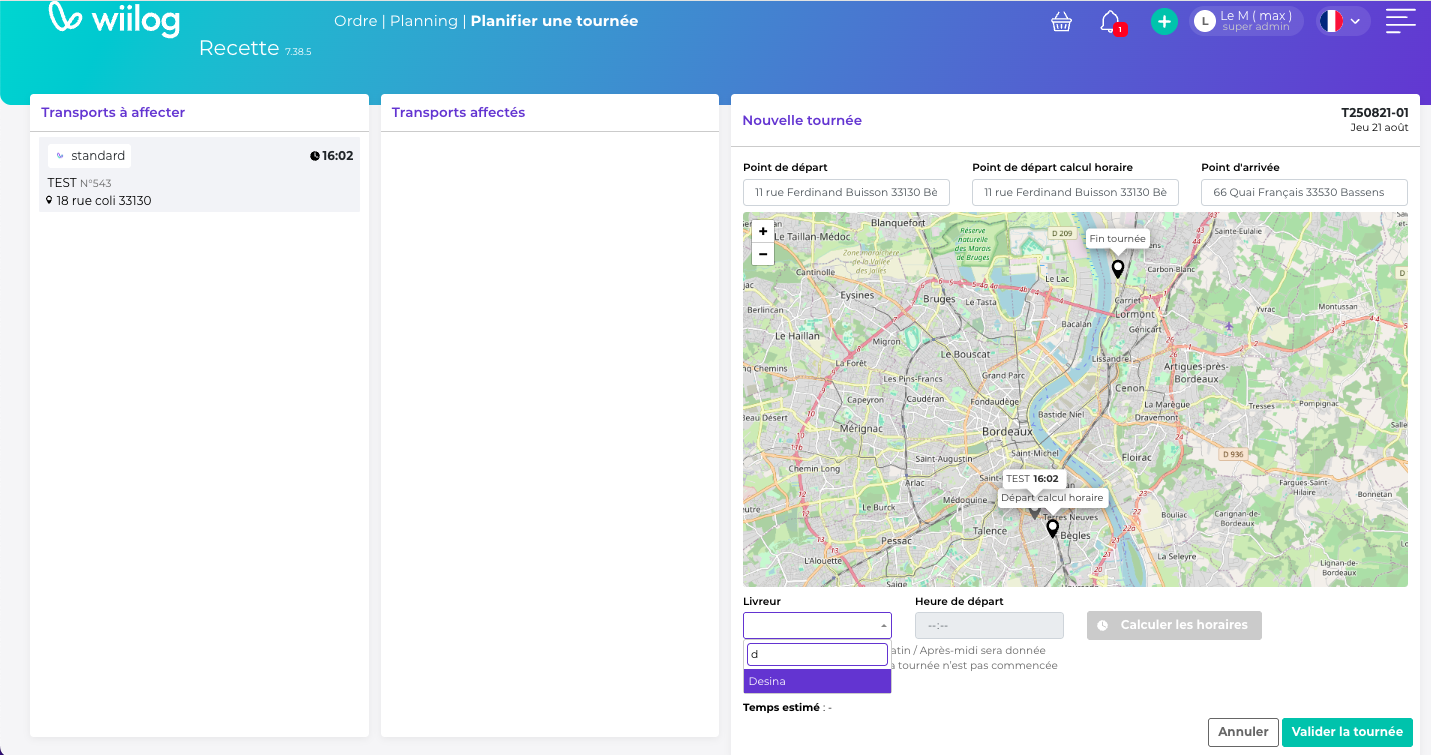 wiilog
Ordre | Planning | Planifier une tournée
1
L
Le M ( max )
super admin
Recette 7.38.5
Transports à affecter
standard
16:02
TEST N°543
18 rue coli 33130
Transports affectés
Nouvelle tournée
T250821-01
Jeu 21 août
Point de départ
Point de départ calcul horaire
Point d'arrivée
11 rue Ferdinand Buisson 33130 Bè
11 rue Ferdinand Buisson 33130 Bè
66 Quai Français 33530 Bassens
+
−
Blanquefort
Le Taillan-Médoc
Réserve
naturelle
des Marais
de Bruges
D 209
Fin tournée
Sainte-Eulalie
Zone maraîchère
de la Vallée
des jalles
Cantinolle
Le Lac
Carbon-Blanc
Eysines
Bruges
Le Tasta
Carriet
Lormont
Yvrac
Montussan
Berlincan
Bacalan
Génicart
Le Haillan
Migron
Le Bouscat
Lissandre
La Forêt
Grand Parc
Artigues-près-
Bordeaux
Les Pins-Francs
Cenon
Capeyron
Caudéran
Fondaudège
La Marègue
Tresses
Pompignac
Beau Désert
Bastide Niel
Dravemont
Mérignac
Bordeaux
Saint-Augustin
Saint-Michel
Floirac
D 936
Chemin Long
Arlac
TEST 16:02
Fargues-Saint-
Hilaire
Bonnetan
Médoquine
Départ calcul horaire
Le Burck
Terres Neuves
Bouliac
Carignan-de-
Bordeaux
Talence
Bègles
Pessac
La Seleyre
L'Alouette
Lignan-de-
Bordeaux
Livreur
Heure de départ
--:--
Calculer les horaires
d
atin / Après-midi sera donnée
a tournée n'est pas commencée
Desina
Temps estimé : -
Annuler
Valider la tournée